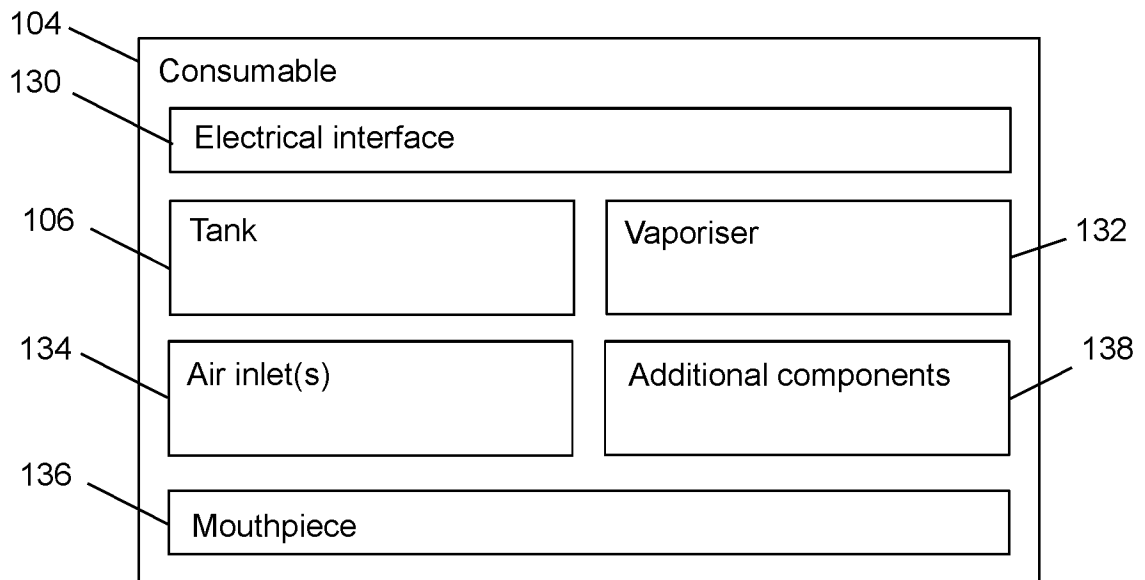 104
Consumable
130
Electrical interface
106
Tank
Vaporiser
132
134
Air inlet(s)
Additional components
138
136
Mouthpiece